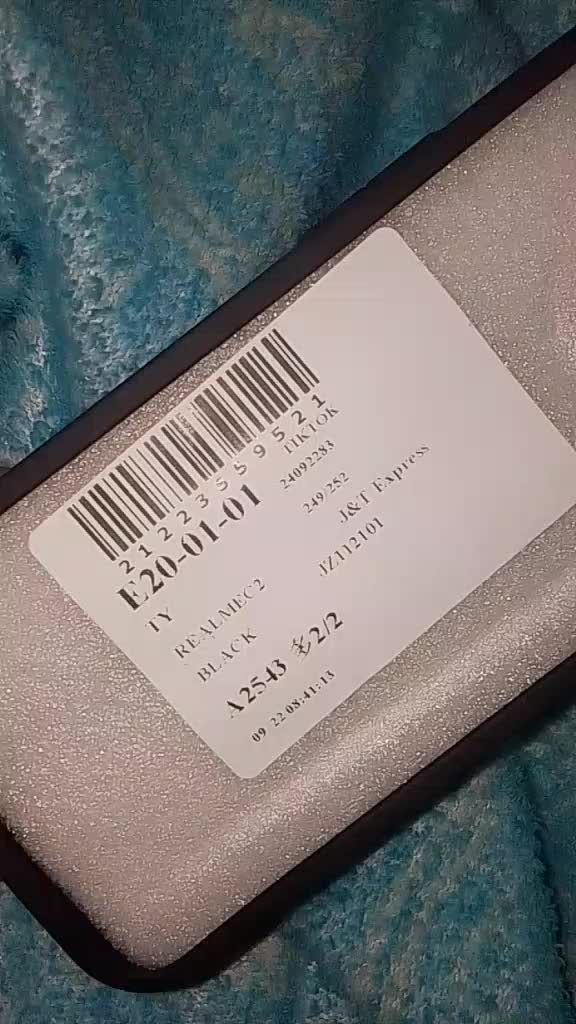 2122355595​21
E20-01-01
TIKTOK
24092283
TY
249/252
REALMEC2
J&T Express
BLACK
JZ112101
A2543 多2/2
09 22:08:41:13